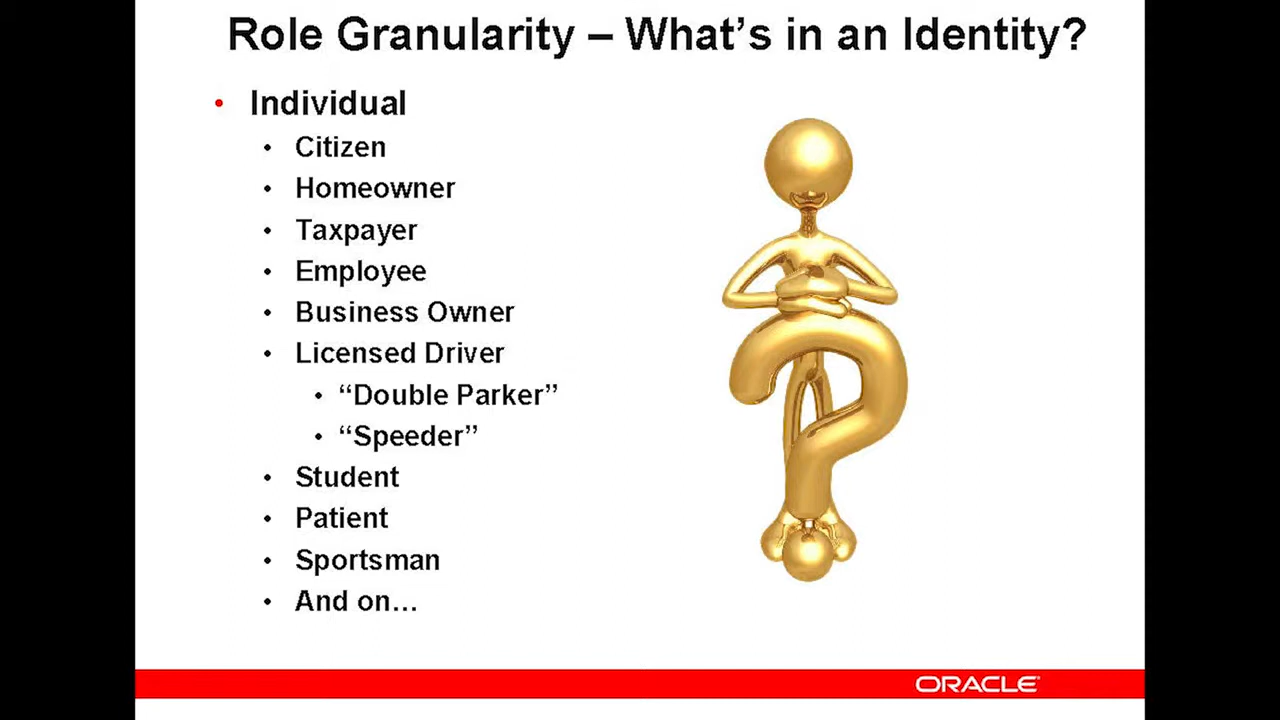 Role Granularity – What’s in an Identity?
• Individual
• Citizen
• Homeowner
• Taxpayer
• Employee
• Business Owner
• Licensed Driver
• “Double Parker”
• “Speeder”
• Student
• Patient
• Sportsman
• And on…
ORACLE